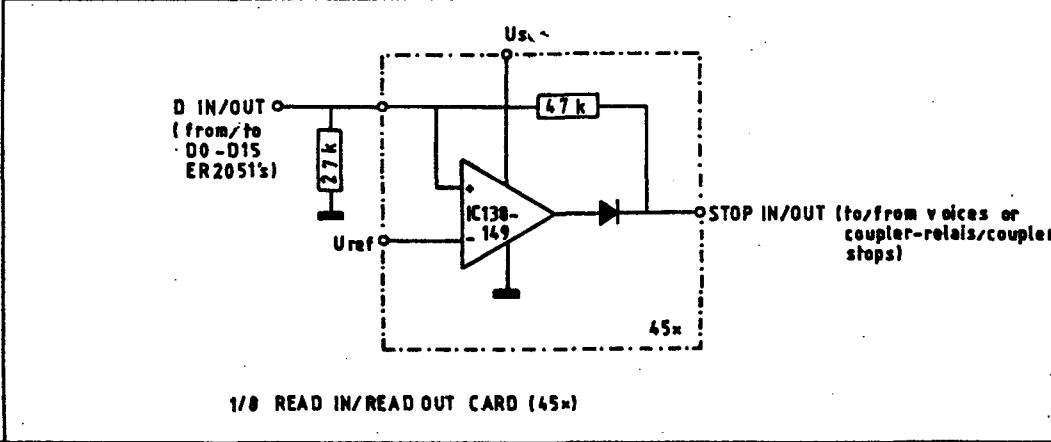 D IN/OUT
(from/to
D0-D15
ER2051's)
27k
47k
+
IC138-
149
-
Uref
STOP IN/OUT (to/from voices or
coupler-relais/coupler
stops)
45x
1/8 READ IN/READ OUT CARD (45x)